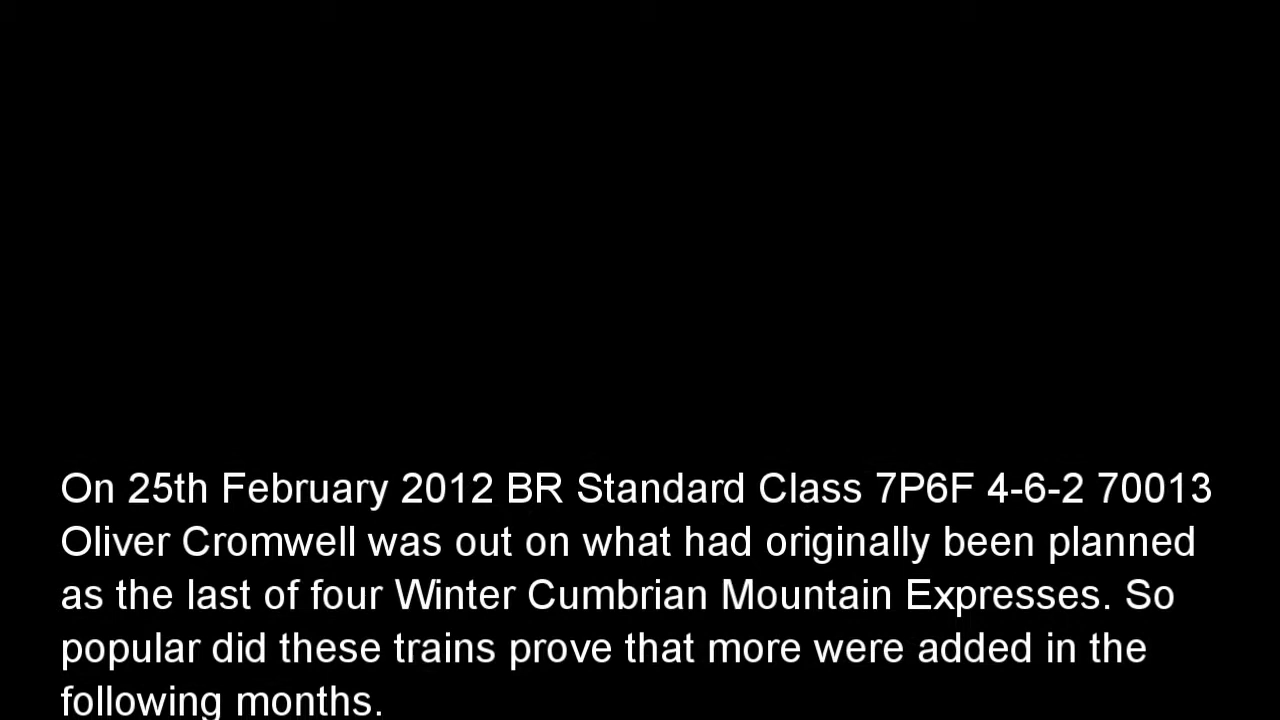 On 25th February 2012 BR Standard Class 7P6F 4-6-2 70013
Oliver Cromwell was out on what had originally been planned
as the last of four Winter Cumbrian Mountain Expresses. So
popular did these trains prove that more were added in the
following months.